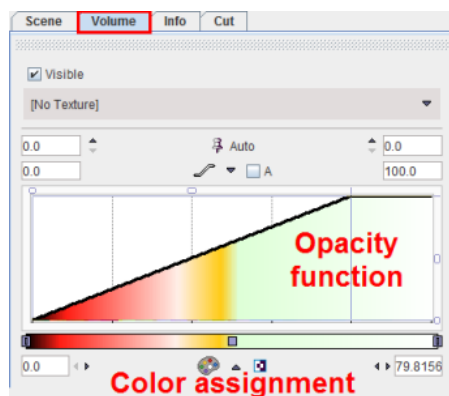 Scene Volume Info Cut
Visible
[No Texture]
0.0 Auto 0.0
0.0 A 100.0
Opacity
function
0.0 79.8156
Color assignment